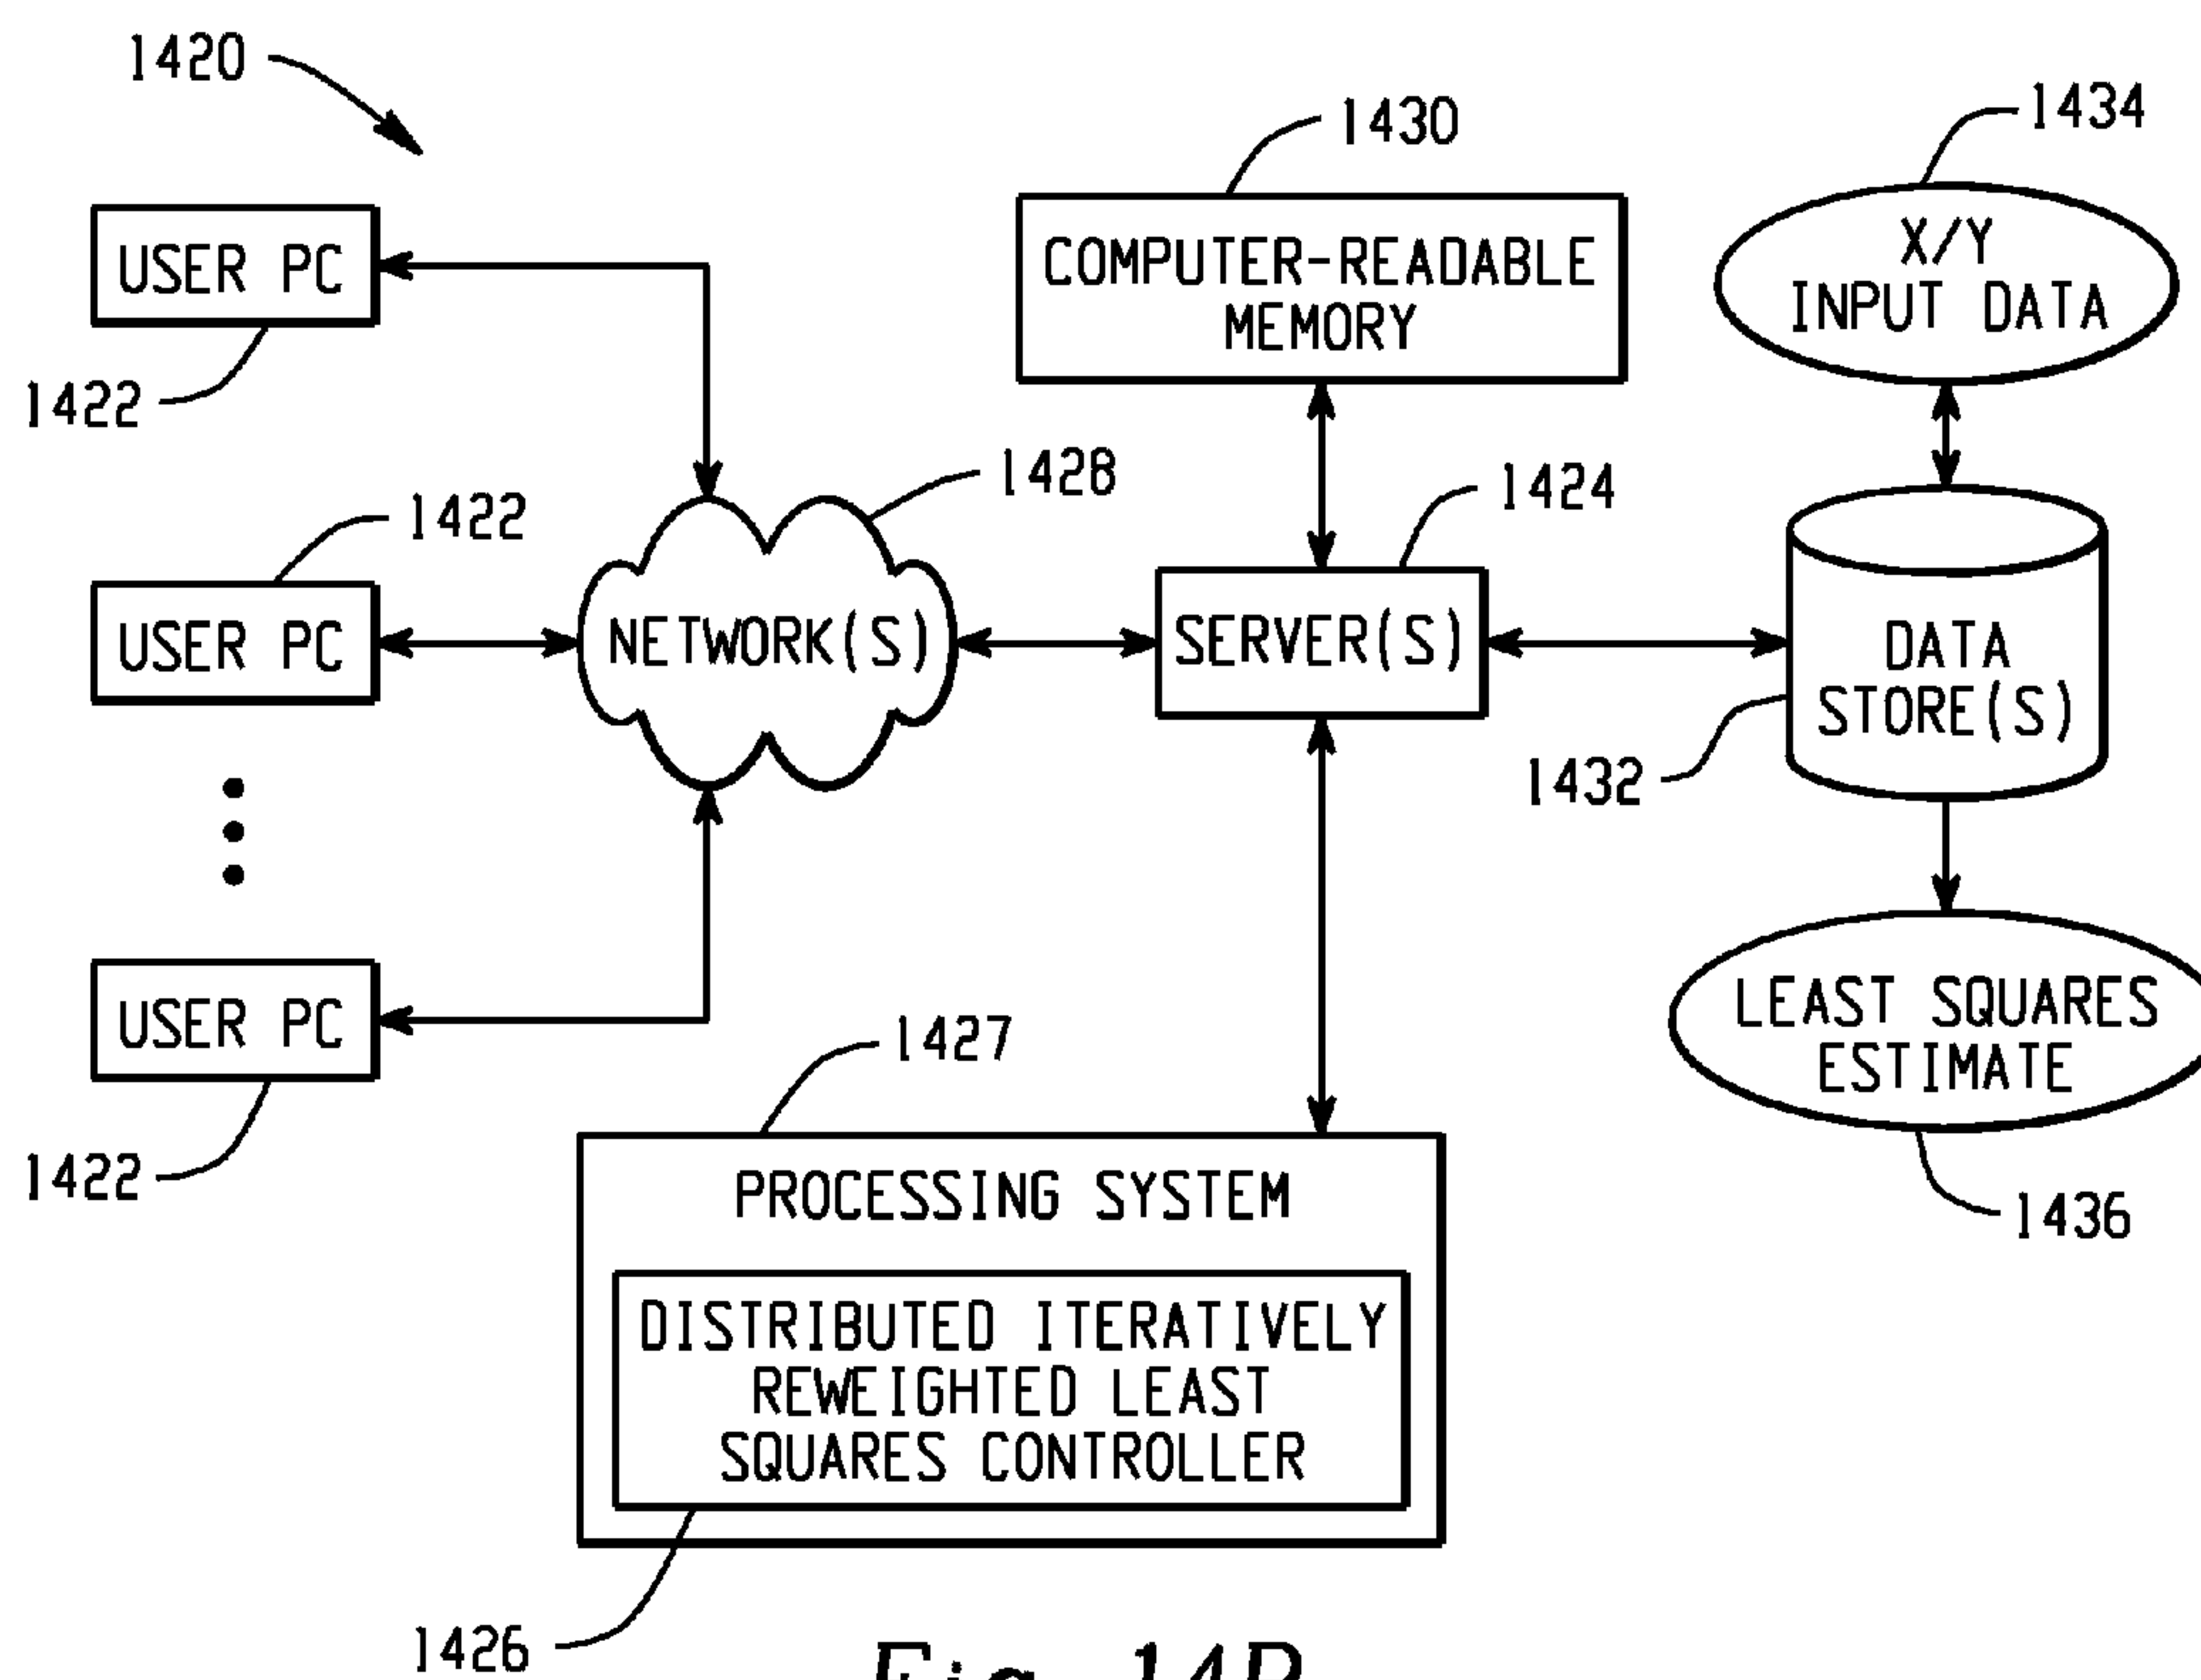 1420
1430
1434
USER PC
COMPUTER-READABLE
MEMORY
X/Y
INPUT DATA
1422
1422
1428
1424
USER PC
NETWORK(S)
SERVER(S)
DATA
STORE(S)
1432
USER PC
1427
LEAST SQUARES
ESTIMATE
1422
PROCESSING SYSTEM
1436
DISTRIBUTED ITERATIVELY
REWEIGHTED LEAST
SQUARES CONTROLLER
1426
Fig. 14B